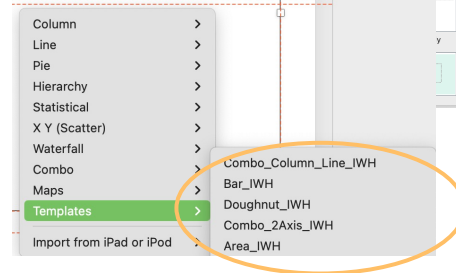 Column
Line
Pie
Hierarchy
Statistical
X Y (Scatter)
Waterfall
Combo
Maps
Templates
Import from iPad or iPod
Combo_Column_Line_IWH
Bar_IWH
Doughnut_IWH
Combo_2Axis_IWH
Area_IWH
y